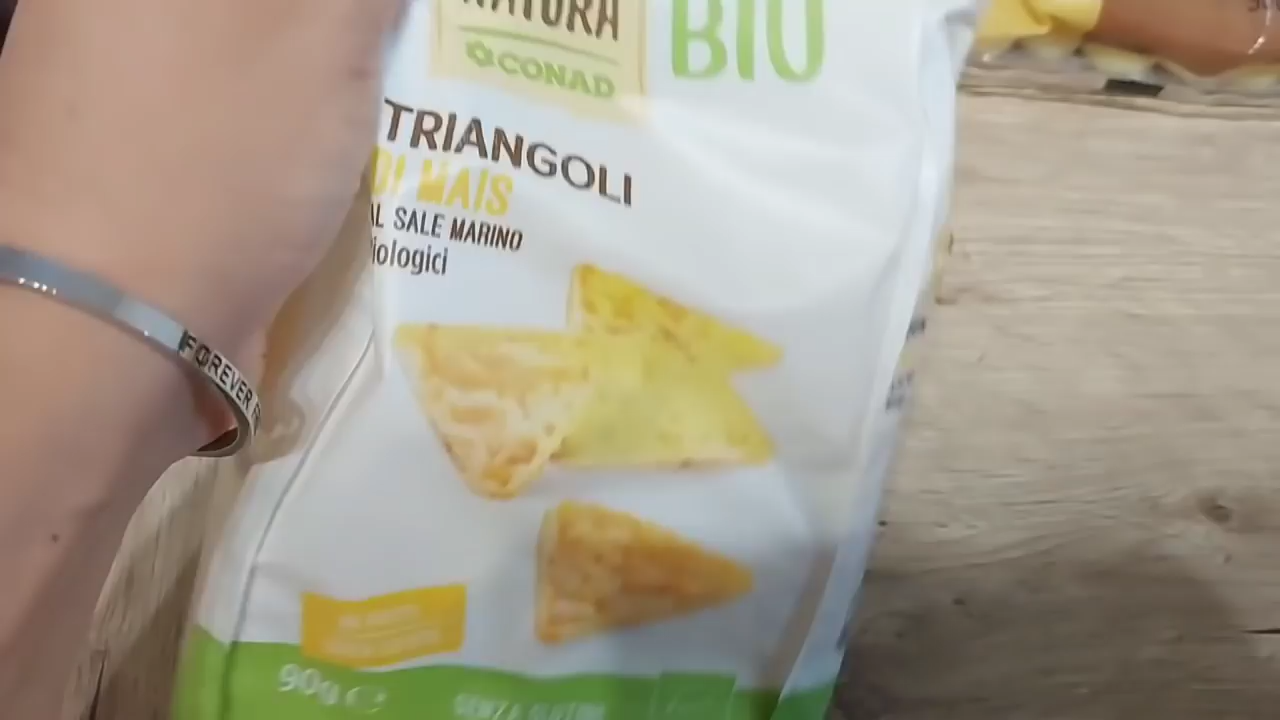 NATURA
CONAD
BIO
TRIANGOLI
DI MAIS
AL SALE MARINO
biologici
FOREVER
90g e
SENZA GLUTINE